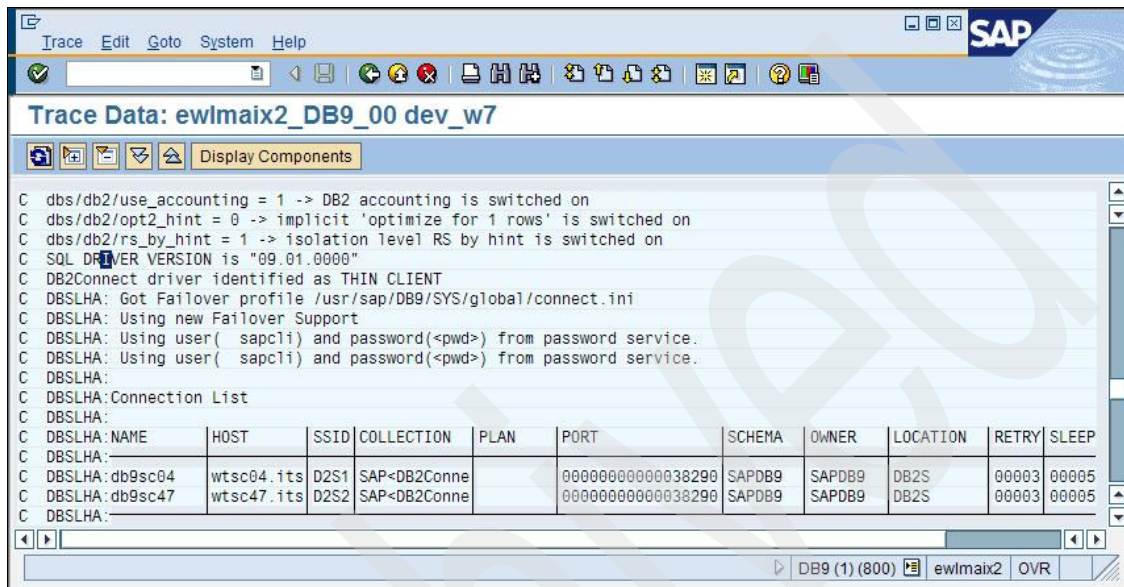 Trace Edit Goto System Help
SAP
Trace Data: ewlmaix2_DB9_00 dev_w7
Display Components
C dbs/db2/use_accounting = 1 -> DB2 accounting is switched on
C dbs/db2/opt2_hint = 0 -> implicit 'optimize for 1 rows' is switched on
C dbs/db2/rs_by_hint = 1 -> isolation level RS by hint is switched on
C SQL DRIVER VERSION is "09.01.0000"
C DB2Connect driver identified as THIN CLIENT
C DBSLHA: Got Failover profile /usr/sap/DB9/SYS/global/connect.ini
C DBSLHA: Using new Failover Support
C DBSLHA: Using user( sapcli) and password(<pwd>) from password service.
C DBSLHA: Using user( sapcli) and password(<pwd>) from password service.
C DBSLHA:
C DBSLHA:Connection List
C DBSLHA:
C DBSLHA:NAME |HOST |SSID|COLLECTION |PLAN |PORT |SCHEMA |OWNER |LOCATION |RETRY|SLEEP
C DBSLHA:
C DBSLHA:db9sc04 |wtsc04.its|D2S1|SAP<DB2Conne| |00000000000038290|SAPDB9 |SAPDB9 |DB2S |00003|00005
C DBSLHA:db9sc47 |wtsc47.its|D2S2|SAP<DB2Conne| |00000000000038290|SAPDB9 |SAPDB9 |DB2S |00003|00005
C DBSLHA:
DB9 (1) (800) ewlmaix2 OVR